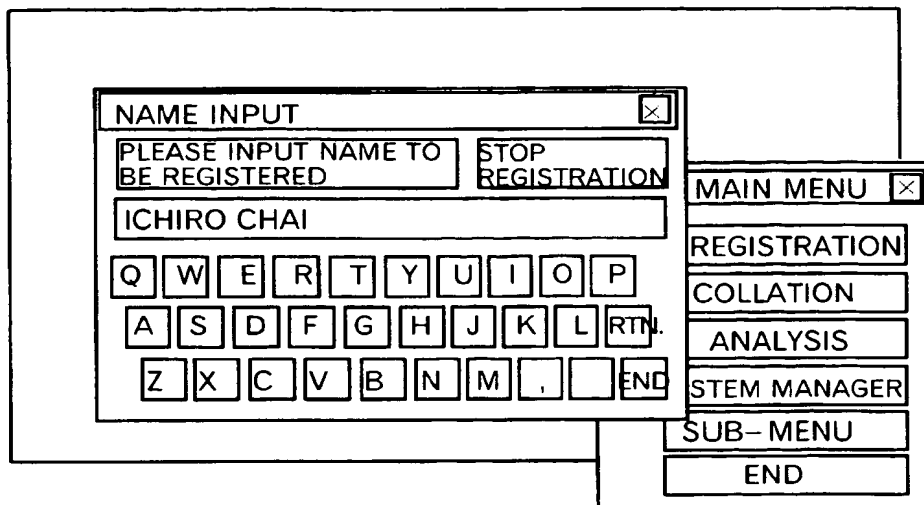 NAME INPUT ×
PLEASE INPUT NAME TO
BE REGISTERED
STOP
REGISTRATION
ICHIRO CHAI
Q W E R T Y U I O P
A S D F G H J K L RTN.
Z X C V B N M , END
MAIN MENU ×
REGISTRATION
COLLATION
ANALYSIS
STEM MANAGER
SUB-MENU
END